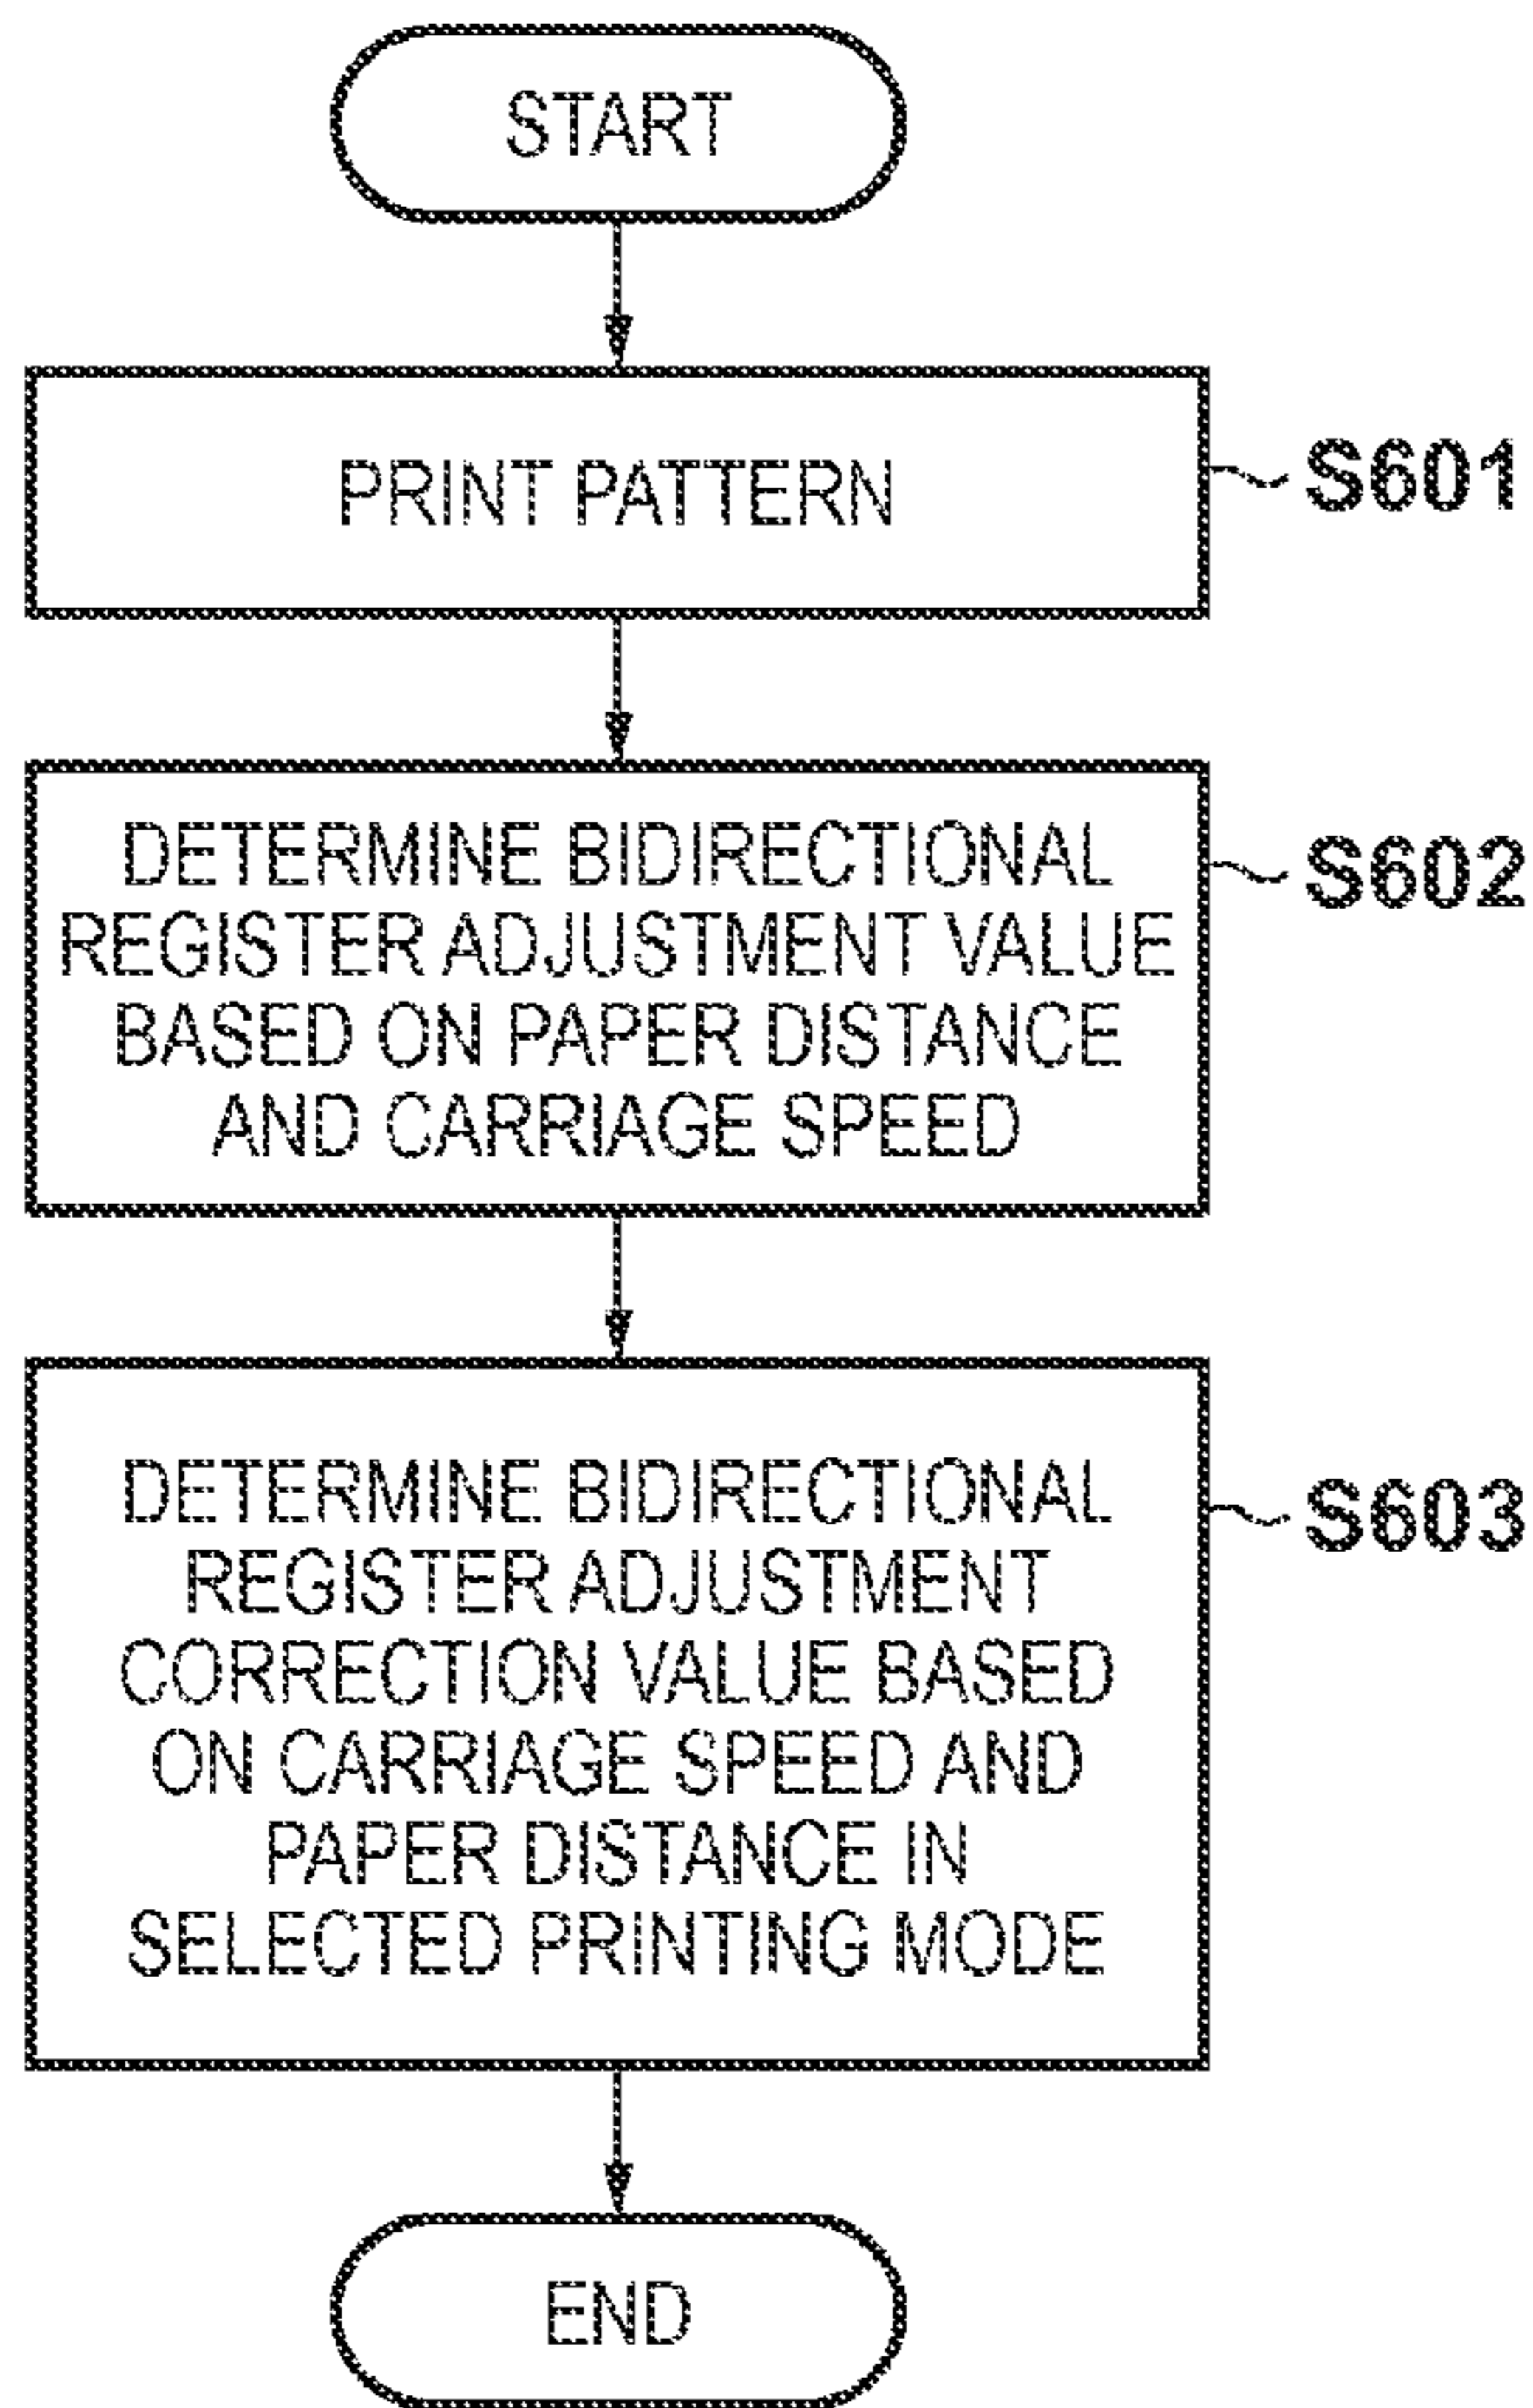 START
PRINT PATTERN
S601
DETERMINE BIDIRECTIONAL
REGISTER ADJUSTMENT VALUE
BASED ON PAPER DISTANCE
AND CARRIAGE SPEED
S602
DETERMINE BIDIRECTIONAL
REGISTER ADJUSTMENT
CORRECTION VALUE BASED
ON CARRIAGE SPEED AND
PAPER DISTANCE IN
SELECTED PRINTING MODE
S603
END